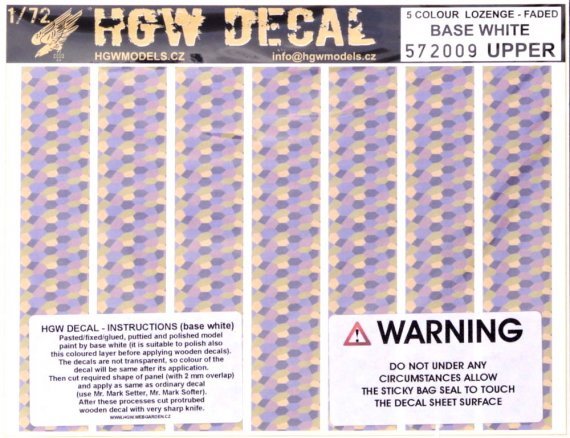 1/72
HGW DECAL
HGWMODELS.CZ info@hgwmodels.cz
5 COLOUR LOZENGE - FADED
BASE WHITE
572009 UPPER
HGW DECAL - INSTRUCTIONS (base white)
Pasted/fixed/glued, puttied and polished model
paint by base white (it is suitable to polish also
this coloured layer before applying wooden decals).
The decals are not transparent, so colour of the
decal will be same after its application.
Then cut required shape of panel (with 2 mm overlap)
and apply as same as ordinary decal
(use Mr. Mark Setter, Mr. Mark Softer).
After these processes cut protrubed
wooden decal with very sharp knife.
WWW.HGW.WEBGARDEN.CZ
WARNING
DO NOT UNDER ANY
CIRCUMSTANCES ALLOW
THE STICKY BAG SEAL TO TOUCH
THE DECAL SHEET SURFACE